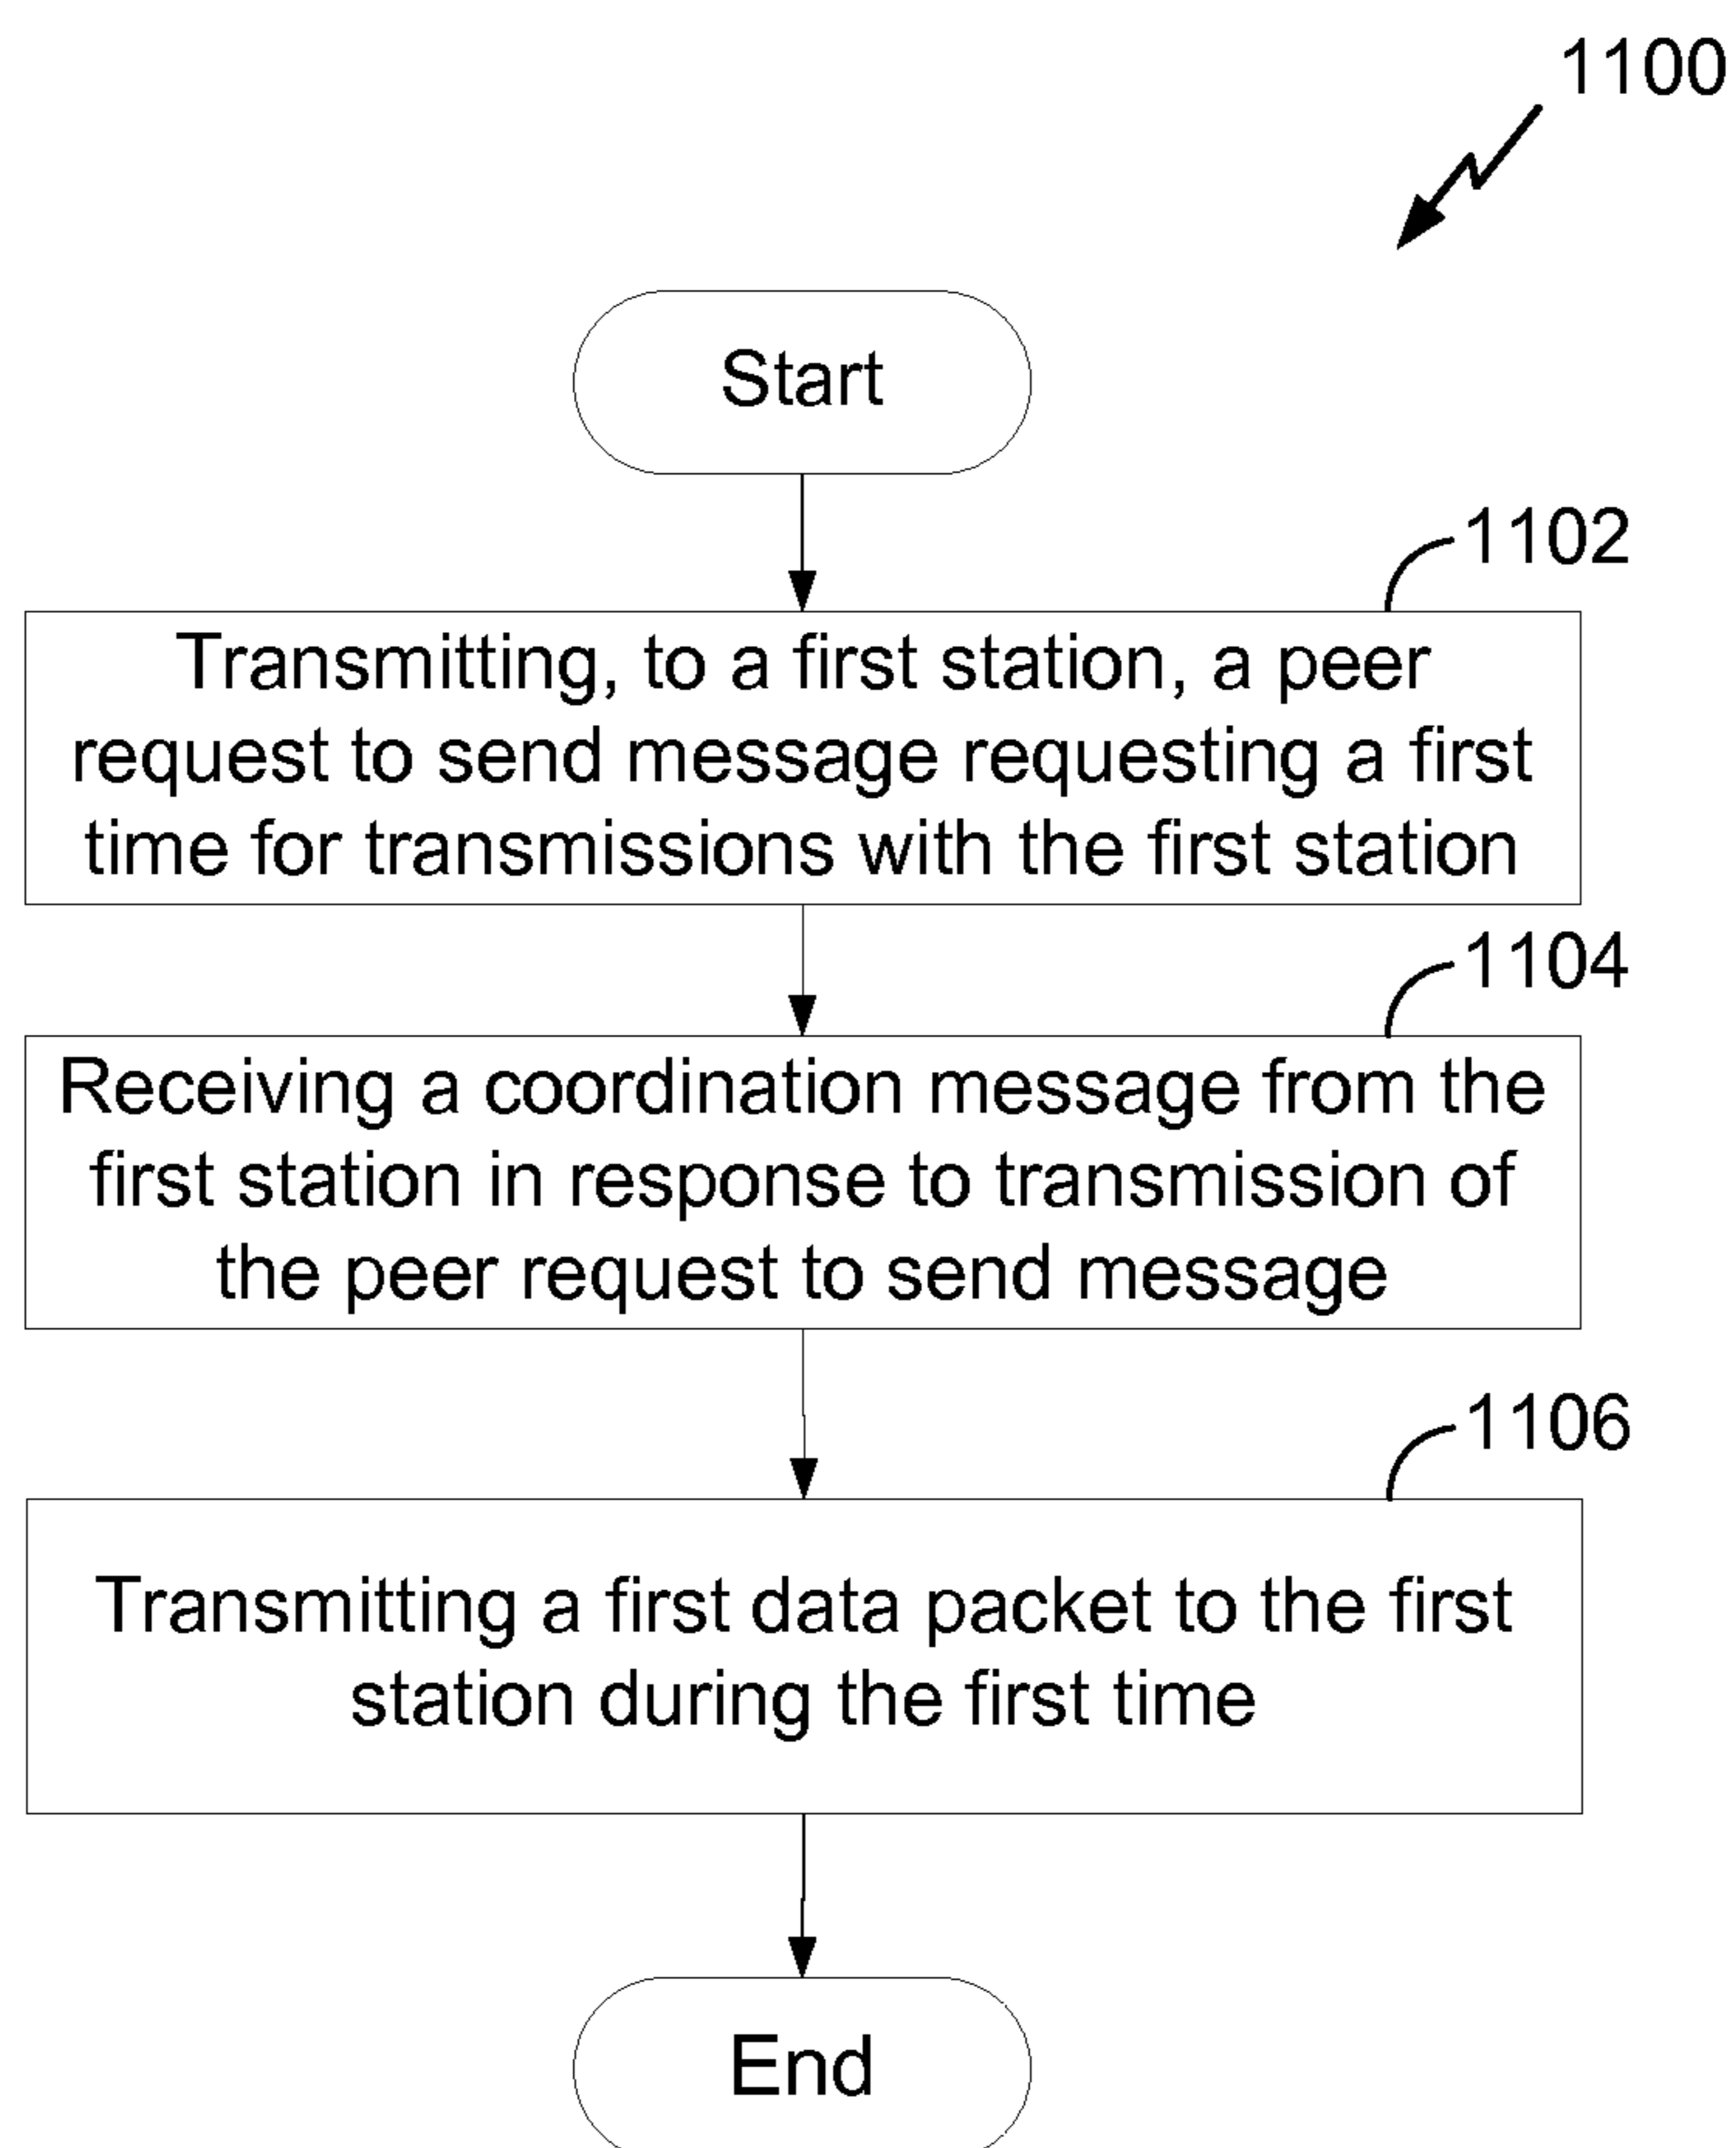 1100
Start
1102
Transmitting, to a first station, a peer
request to send message requesting a first
time for transmissions with the first station
1104
Receiving a coordination message from the
first station in response to transmission of
the peer request to send message
1106
Transmitting a first data packet to the first
station during the first time
End